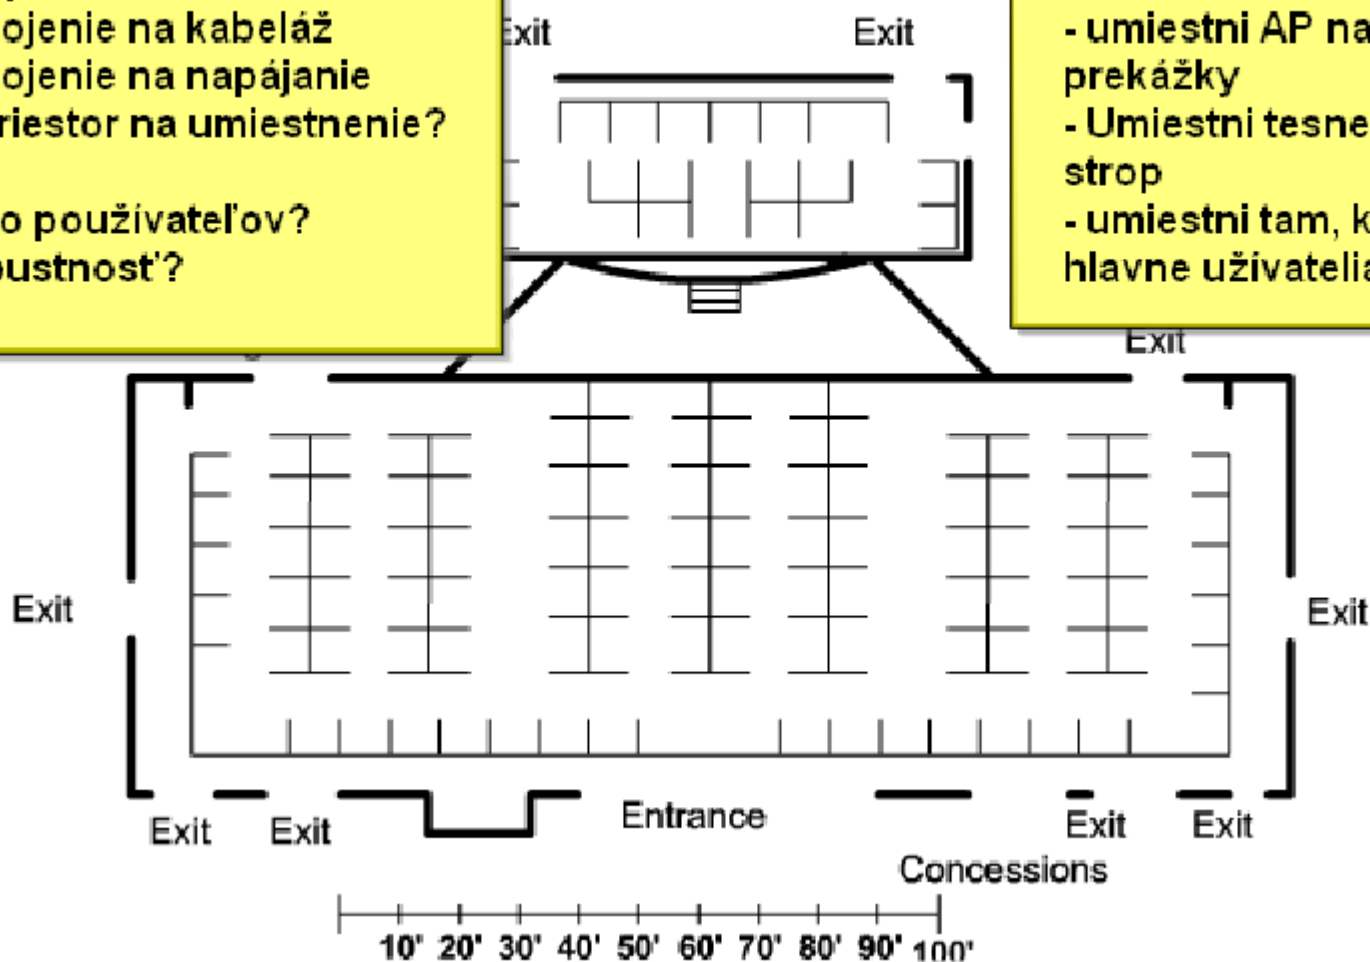 ojenie na kabeláž
ojenie na napájanie
riestor na umiestnenie?
o používateľov?
pustnosť?
Exit
Exit
- umiestni AP na
prekážky
- Umiestni tesne
strop
- umiestni tam, k
hlavne užívatelia
Exit
Exit
Exit
Exit
Exit
Entrance
Exit
Exit
Concessions
10' 20' 30' 40' 50' 60' 70' 80' 90' 100'